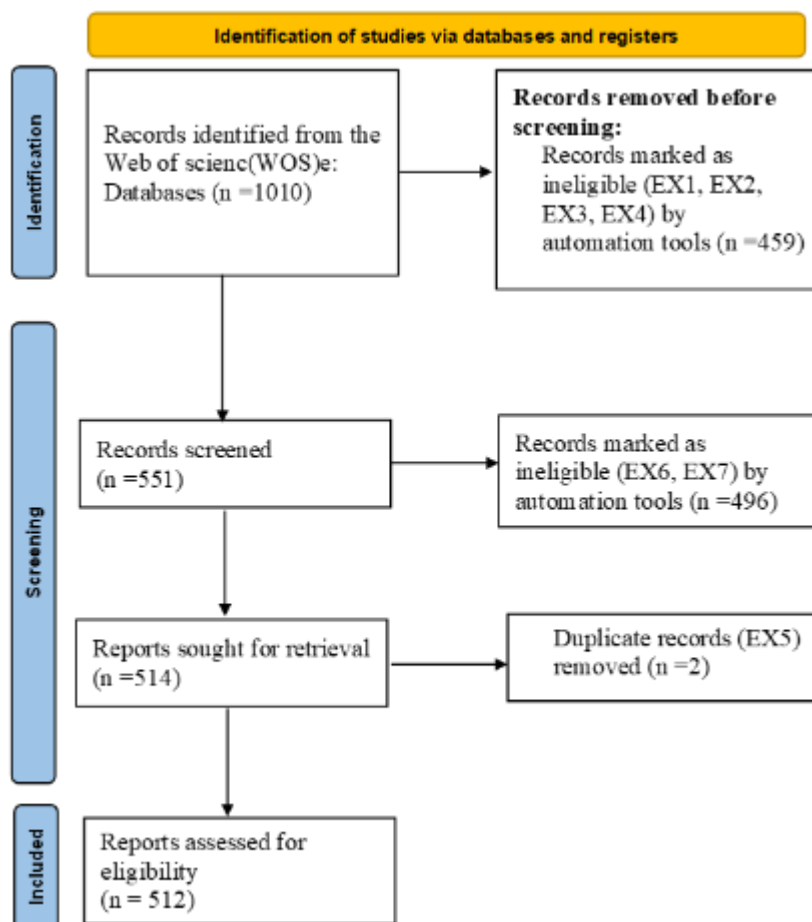 Identification of studies via databases and registers
Identification
Records identified from the
Web of scienc(WOS)e:
Databases (n =1010)
Records removed before
screening:
Records marked as
ineligible (EX1, EX2,
EX3, EX4) by
automation tools (n =459)
Screening
Records screened
(n =551)
Records marked as
ineligible (EX6, EX7) by
automation tools (n =496)
Reports sought for retrieval
(n =514)
Duplicate records (EX5)
removed (n =2)
Included
Reports assessed for
eligibility
(n = 512)